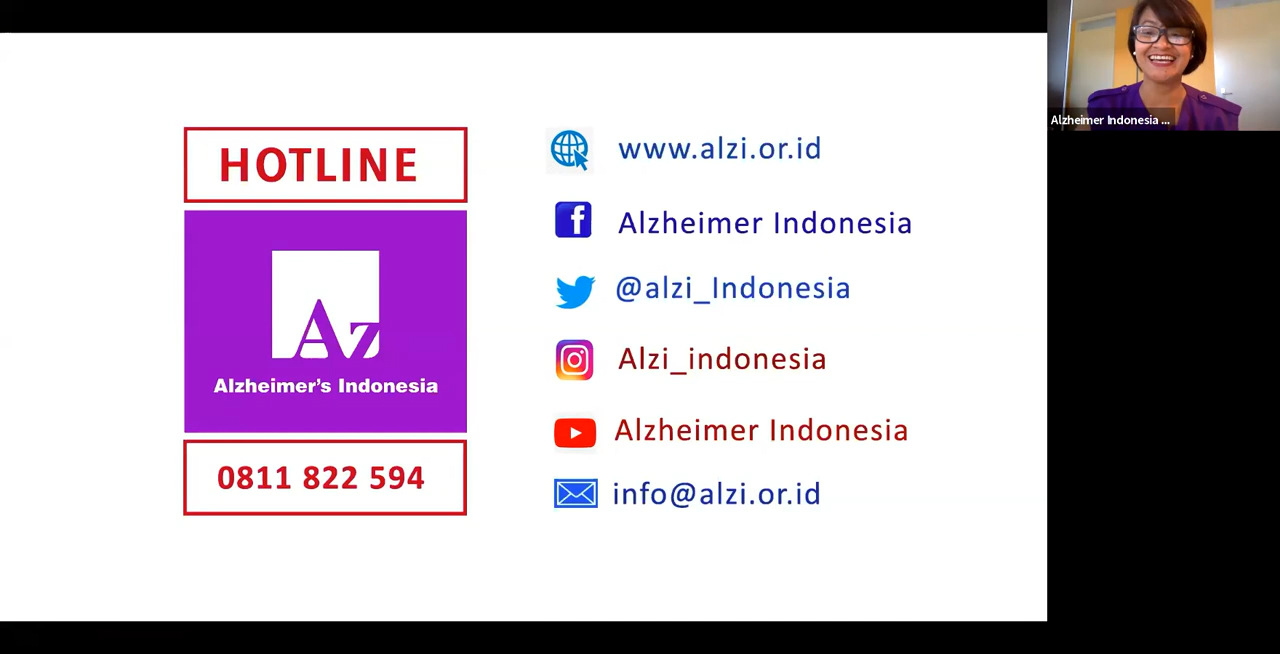 HOTLINE
Az
Alzheimer's Indonesia
0811 822 594
www.alzi.or.id
f
Alzheimer Indonesia
@alzi_Indonesia
Alzi_indonesia
Alzheimer Indonesia
info@alzi.or.id
Alzheimer Indonesia ...